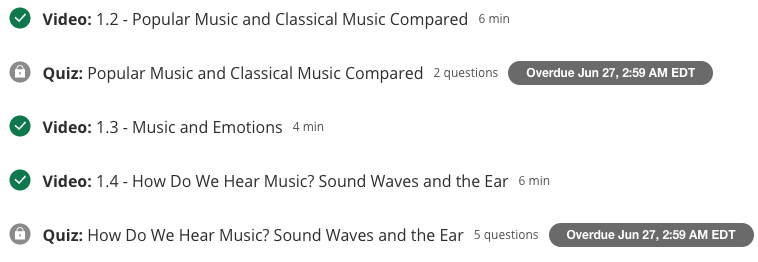 Video: 1.2 - Popular Music and Classical Music Compared 6 min
Quiz: Popular Music and Classical Music Compared 2 questions Overdue Jun 27, 2:59 AM EDT
Video: 1.3 - Music and Emotions 4 min
Video: 1.4 - How Do We Hear Music? Sound Waves and the Ear 6 min
Quiz: How Do We Hear Music? Sound Waves and the Ear 5 questions Overdue Jun 27, 2:59 AM EDT